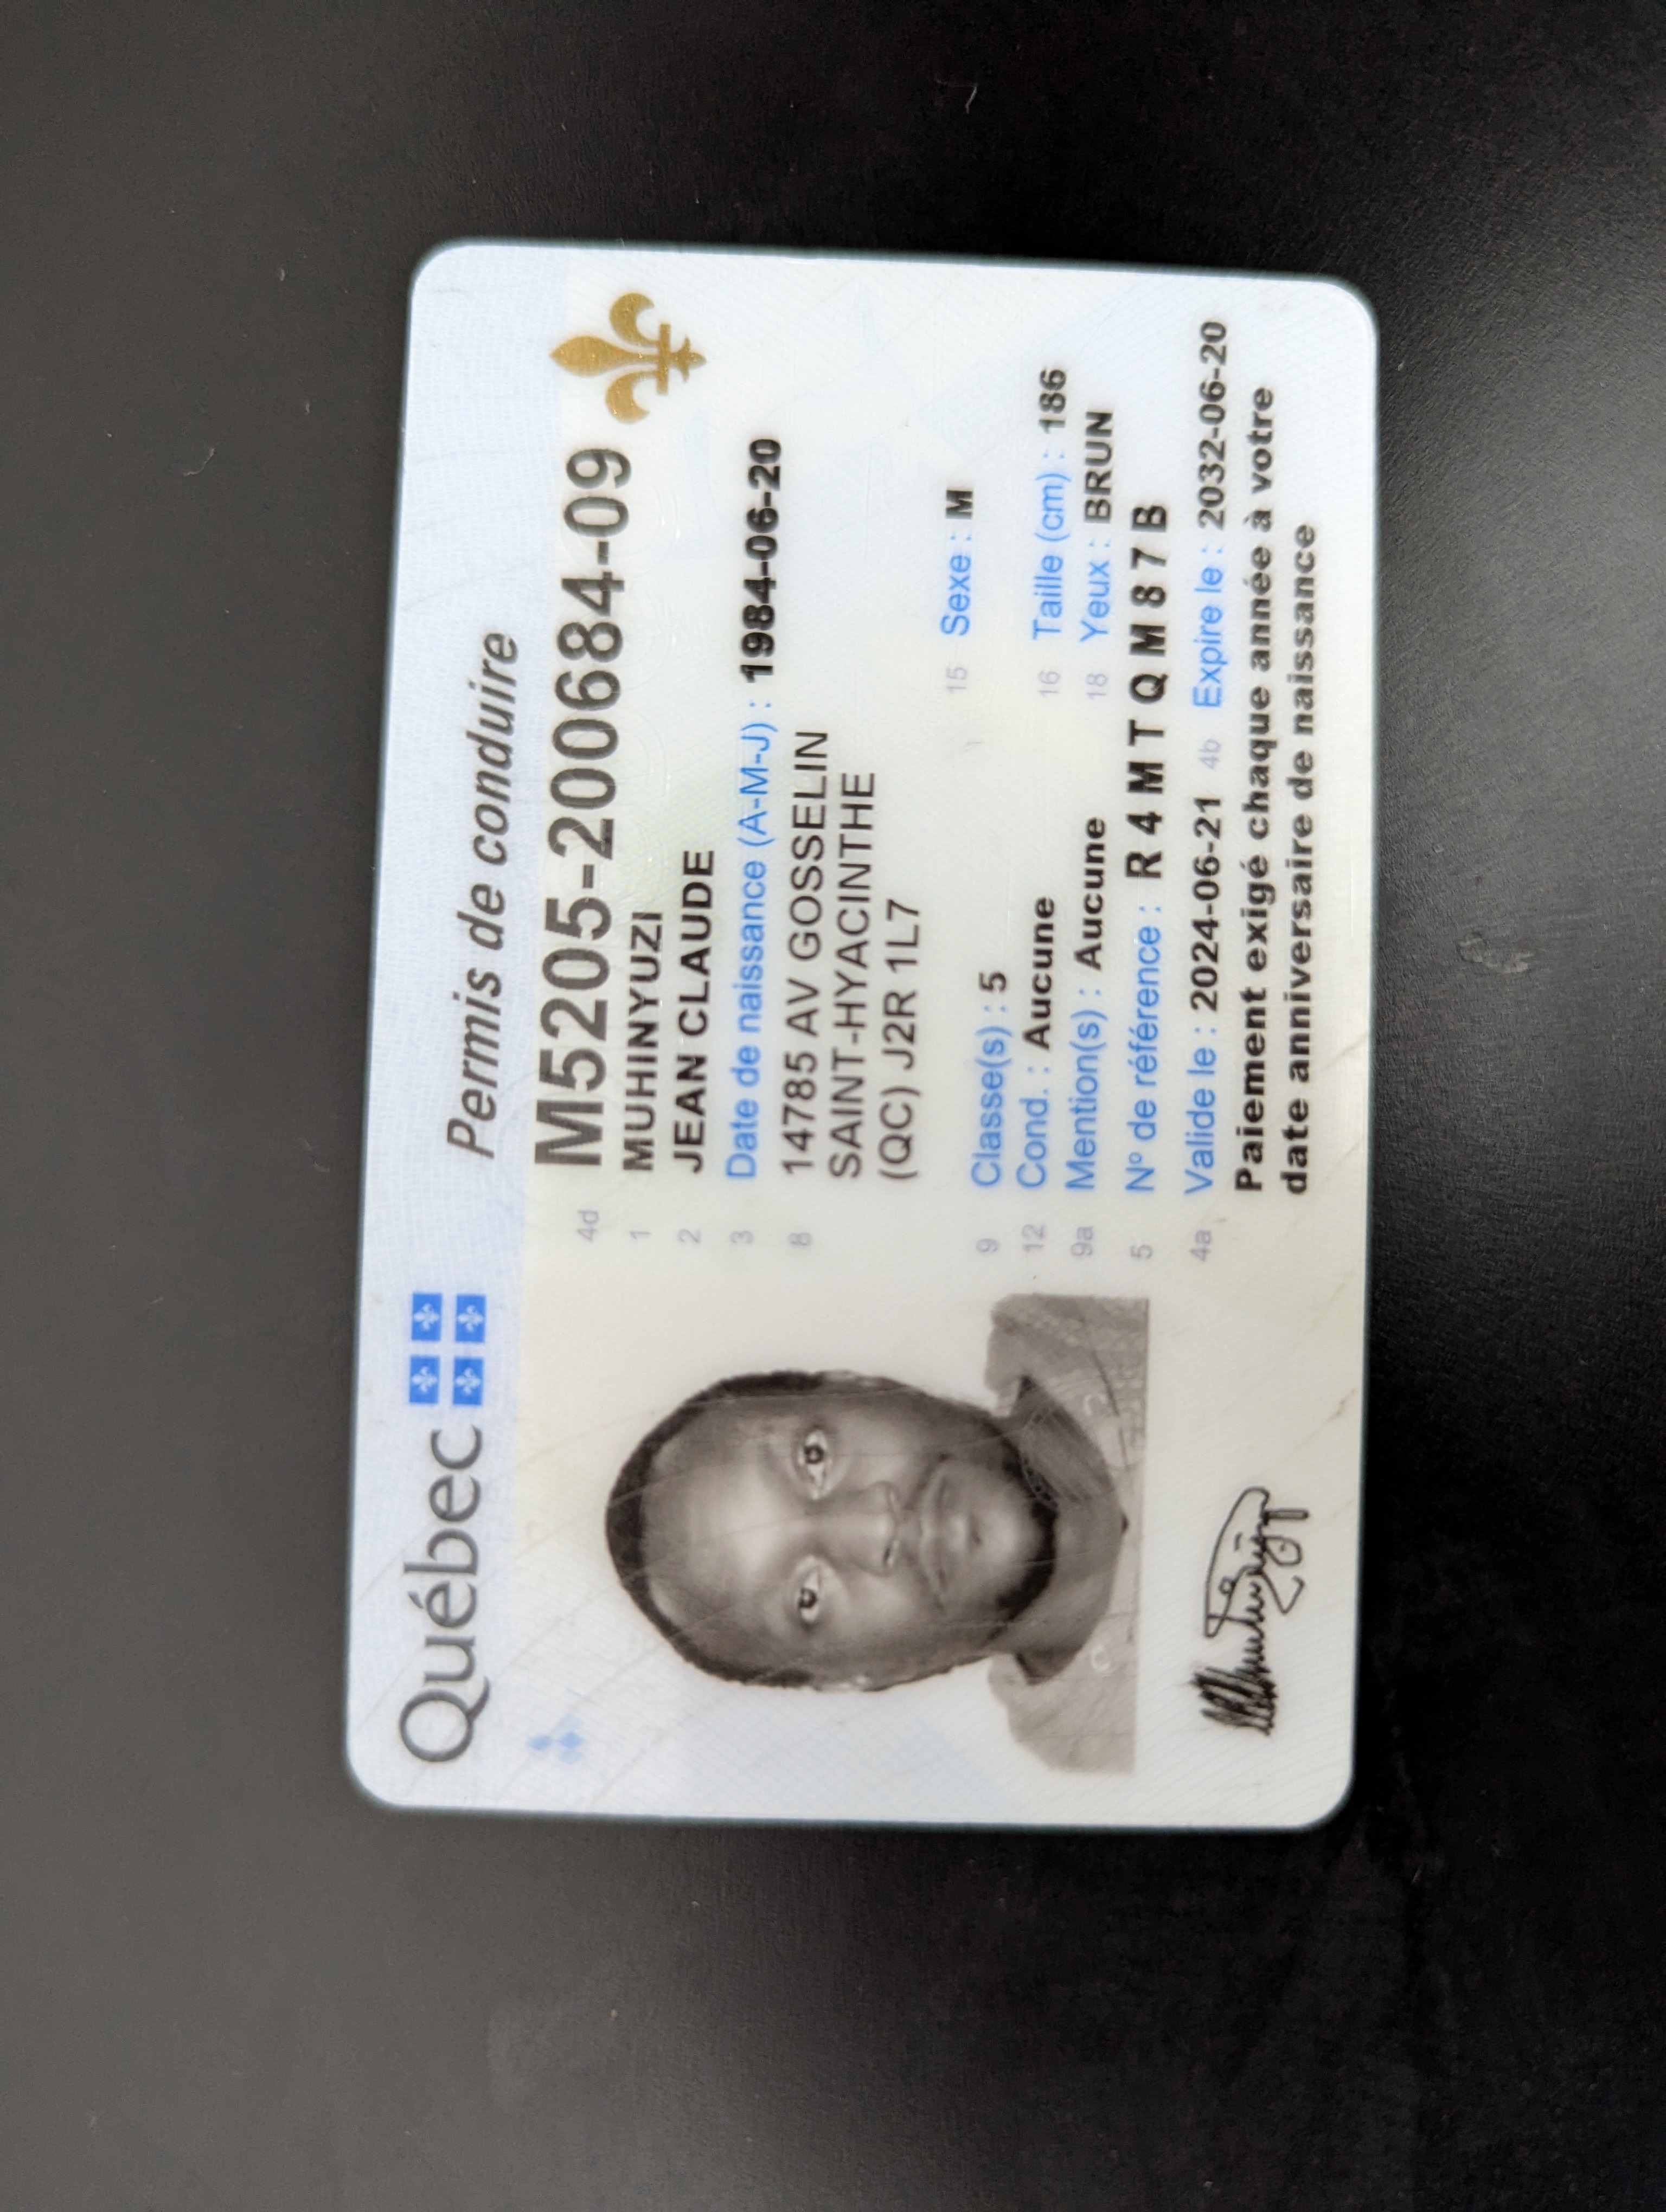 Québec
Permis de conduire
4d M5205-200684-09
1 MUHINYUZI
2 JEAN CLAUDE
3 Date de naissance (A-M-J) : 1984-06-20
8 14785 AV GOSSELIN
SAINT-HYACINTHE
(QC) J2R 1L7
15 Sexe : M
9 Classe(s) : 5
12 Cond. : Aucune 16 Taille (cm) : 186
9a Mention(s) : Aucune 18 Yeux : BRUN
5 Nº de référence : R 4 M T Q M 8 7 B
4a Valide le : 2024-06-21 4b Expire le : 2032-06-20
Paiement exigé chaque année à votre
date anniversaire de naissance